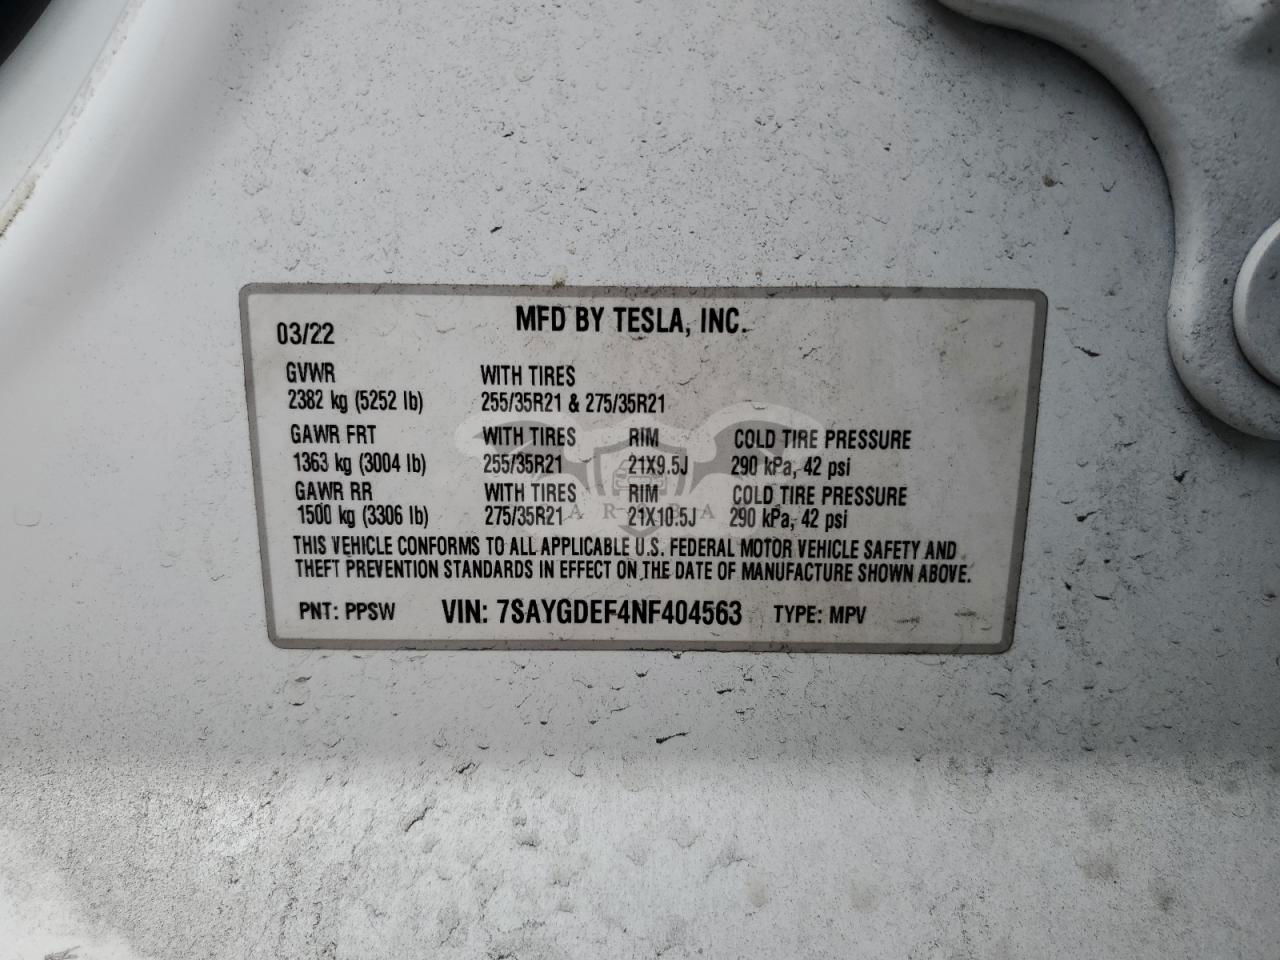 MFD BY TESLA, INC.
03/22
GVWR WITH TIRES
2382 kg (5252 lb) 255/35R21 & 275/35R21
GAWR FRT WITH TIRES RIM COLD TIRE PRESSURE
1363 kg (3004 lb) 255/35R21 21X9.5J 290 kPa, 42 psi
GAWR RR WITH TIRES RIM COLD TIRE PRESSURE
1500 kg (3306 lb) 275/35R21 21X10.5J 290 kPa, 42 psi
THIS VEHICLE CONFORMS TO ALL APPLICABLE U.S. FEDERAL MOTOR VEHICLE SAFETY AND
THEFT PREVENTION STANDARDS IN EFFECT ON THE DATE OF MANUFACTURE SHOWN ABOVE.
PNT: PPSW VIN: 7SAYGDEF4NF404563 TYPE: MPV